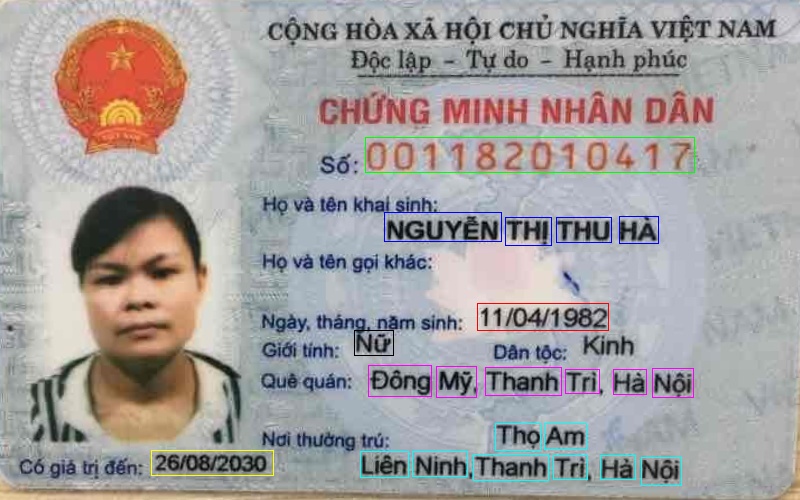 CỘNG HÒA XÃ HỘI CHỦ NGHĨA VIỆT NAM
Độc lập - Tự do - Hạnh phúc
CHỨNG MINH NHÂN DÂN
Số: 001182010417
Họ và tên khai sinh:
NGUYỄN THỊ THU HÀ
Họ và tên gọi khác:
Ngày, tháng, năm sinh: 11/04/1982
Giới tính: Nữ Dân tộc: Kinh
Quê quán: Đông Mỹ, Thanh Trì, Hà Nội
Nơi thường trú: Thọ Am
Liên Ninh, Thanh Trì, Hà Nội
Có giá trị đến: 26/08/2030